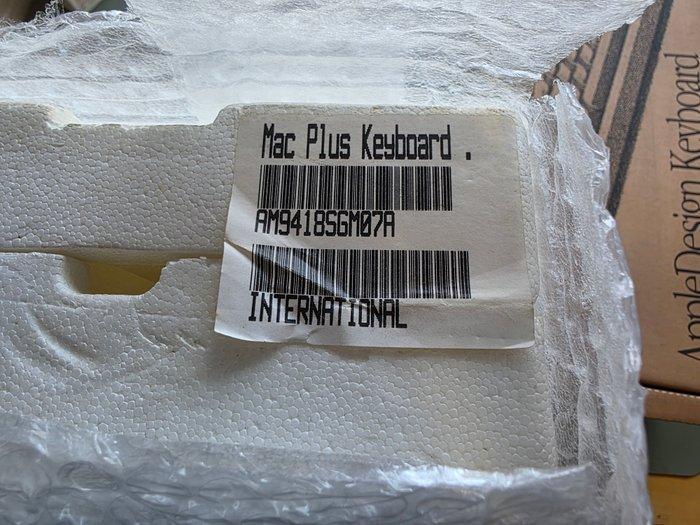 Mac Plus Keyboard .
AM9418SGM07A
INTERNATIONAL
AppleDesign Keyboard